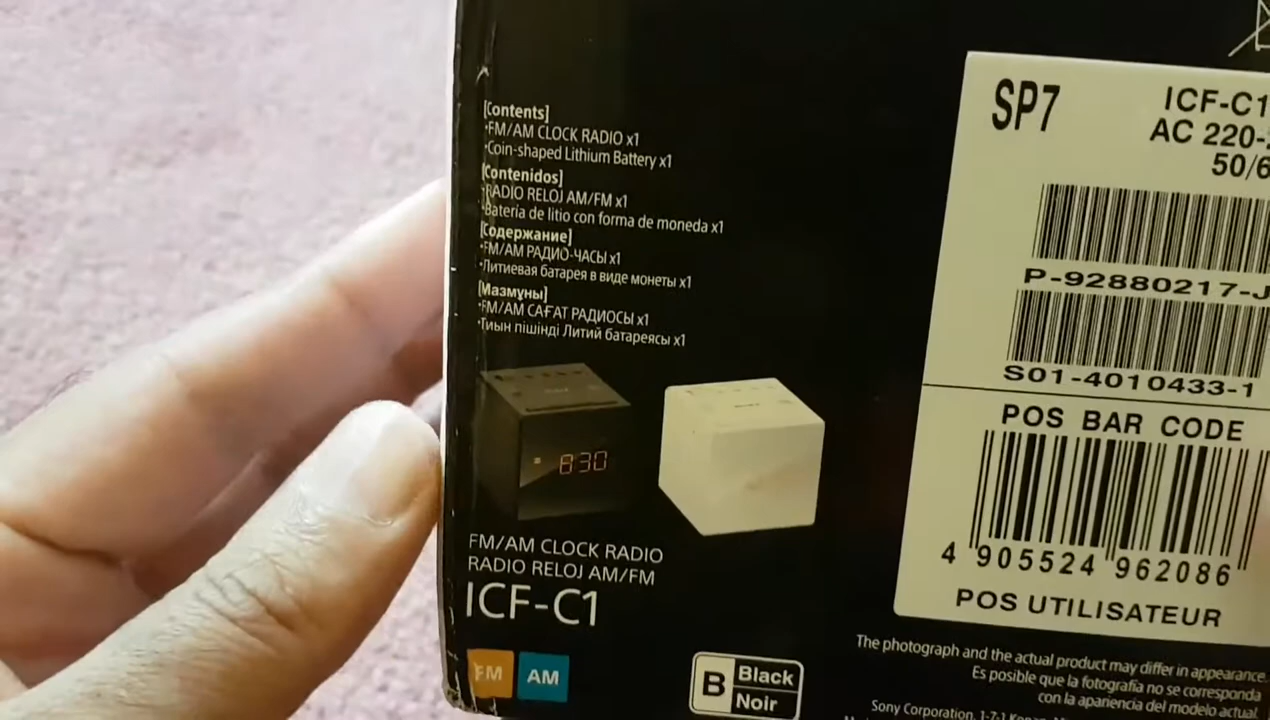 [Contents]
·FM/AM CLOCK RADIO x1
·Coin-shaped Lithium Battery x1
[Contenidos]
·RADIO RELOJ AM/FM x1
·Batería de litio con forma de moneda x1
[Содержание]
·FM/AM РАДИО-ЧАСЫ x1
·Литиевая батарея в виде монеты x1
[Мазмұны]
·FM/AM САҒАТ РАДИОСЫ x1
·Тиын пішінді Литий батареясы x1
8:30
FM/AM CLOCK RADIO
RADIO RELOJ AM/FM
ICF-C1
FM AM
B Black
Noir
SP7
ICF-C1
AC 220-
50/6
P-92880217-J
S01-4010433-1
POS BAR CODE
4 905524 962086
POS UTILISATEUR
The photograph and the actual product may differ in appearance.
Es posible que la fotografía no se corresponda
con la apariencia del modelo actual.
Sony Corporation, 1-7-1